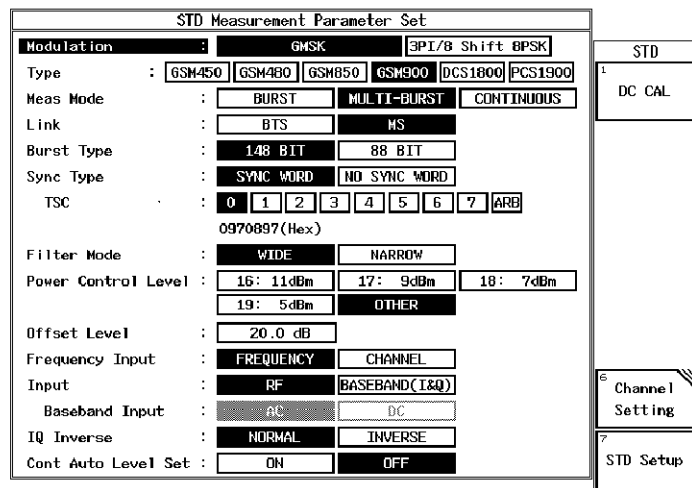 STD Measurement Parameter Set
Modulation : GMSK 3PI/8 Shift 8PSK
Type : GSM450 GSM480 GSM850 GSM900 DCS1800 PCS1900
Meas Mode : BURST MULTI-BURST CONTINUOUS
Link : BTS MS
Burst Type : 148 BIT 88 BIT
Sync Type : SYNC WORD NO SYNC WORD
TSC : 0 1 2 3 4 5 6 7 ARB
0970897(Hex)
Filter Mode : WIDE NARROW
Power Control Level : 16: 11dBm 17: 9dBm 18: 7dBm
19: 5dBm OTHER
Offset Level : 20.0 dB
Frequency Input : FREQUENCY CHANNEL
Input : RF BASEBAND(I&Q)
Baseband Input : AC DC
IQ Inverse : NORMAL INVERSE
Cont Auto Level Set : ON OFF
STD
1
DC CAL
6
Channel
Setting
7
STD Setup